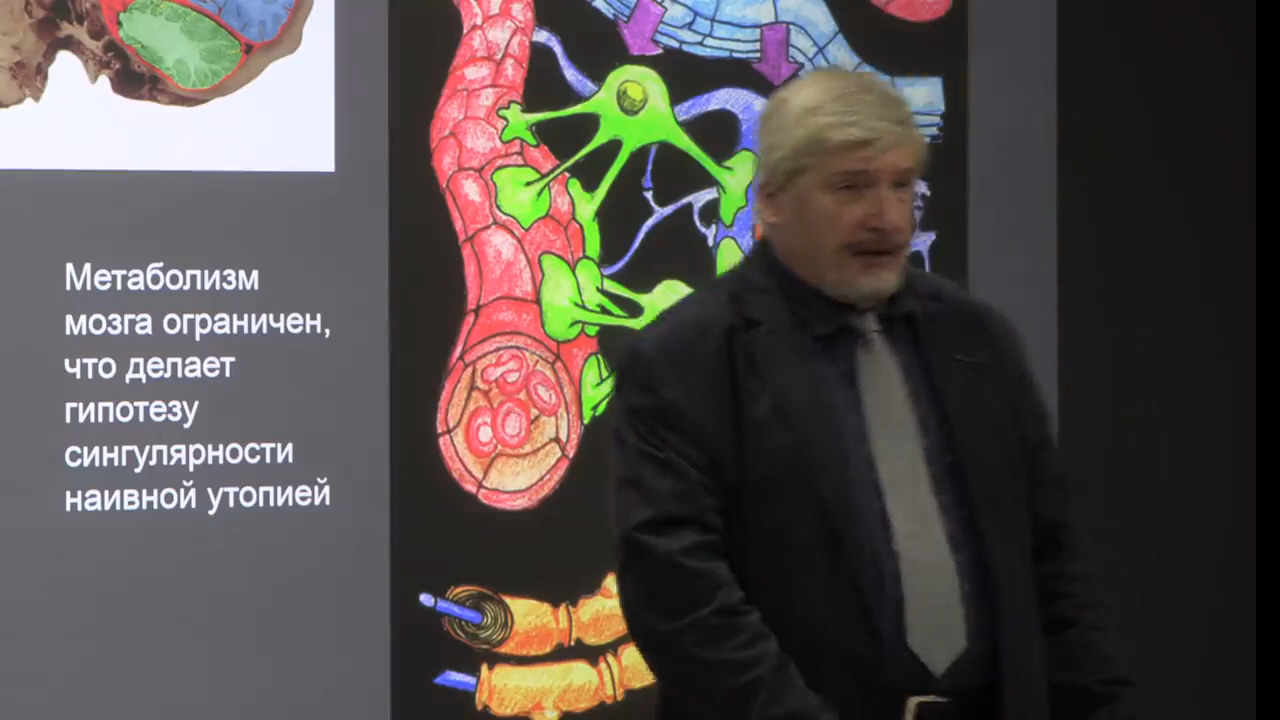 Метаболизм
мозга ограничен,
что делает
гипотезу
сингулярности
наивной утопией